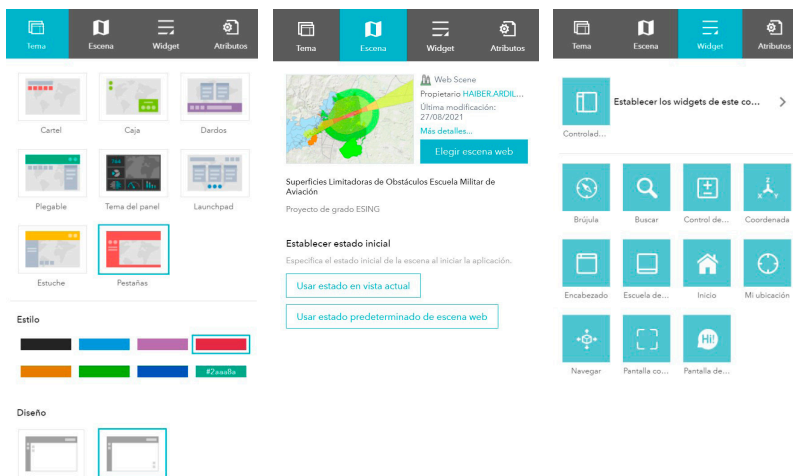 Tema
Escena
Widget
Atributos
Cartel
Caja
Dardos
Plegable
Tema del panel
Launchpad
Estuche
Pestañas
Estilo
#2aaa8a
Diseño
Tema
Escena
Widget
Atributos
Web Scene
Propietario HAIBER.ARDIL...
Última modificación:
27/08/2021
Más detalles...
Elegir escena web
Superficies Limitadoras de Obstáculos Escuela Militar de
Aviación
Proyecto de grado ESING
Establecer estado inicial
Especifica el estado inicial de la escena al iniciar la aplicación.
Usar estado en vista actual
Usar estado predeterminado de escena web
Tema
Escena
Widget
Atributos
Establecer los widgets de este co...
Controlad...
Brújula
Buscar
Control de...
Coordenada
Encabezado
Escuela de...
Inicio
Mi ubicación
Hi!
Navegar
Pantalla co...
Pantalla de...